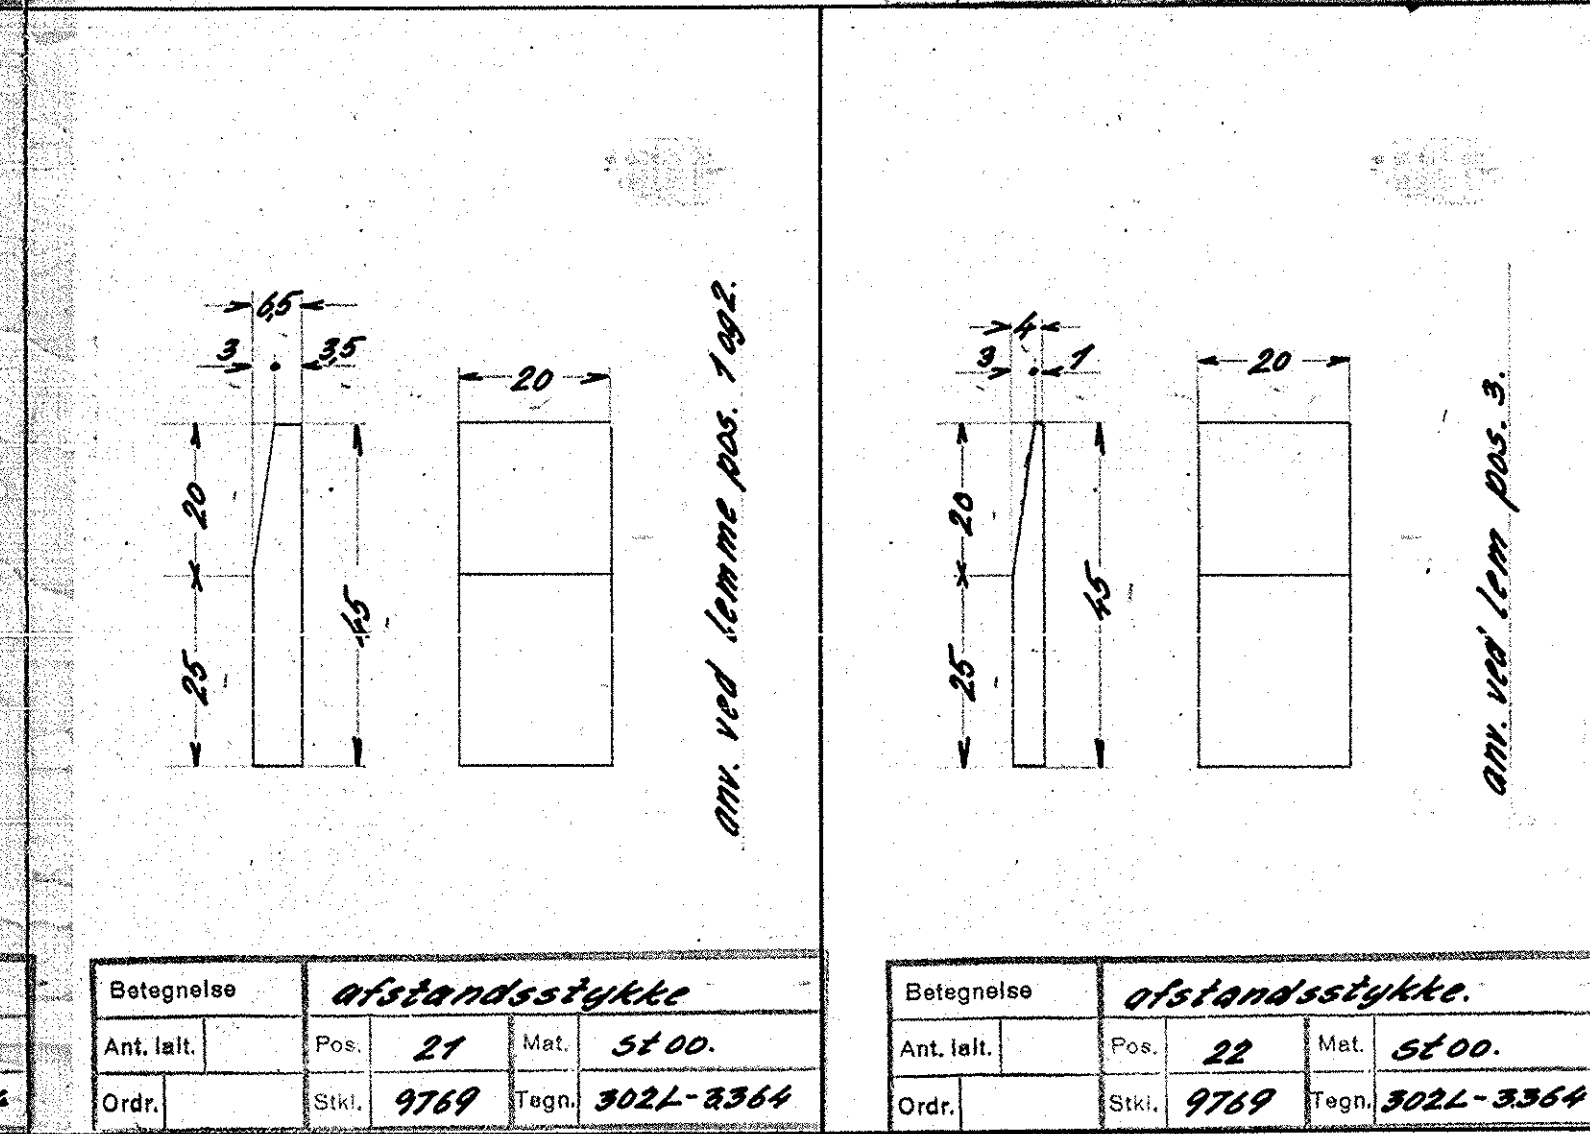 6,5
3 3,5
20
20
45
25
anv. ved lemme pos. 1 og 2.
Betegnelse afstandsstykke
Ant. Ialt. Pos. 21 Mat. st 00.
Ordr. Stkl. 9769 Tegn. 302L-3364
4
3 1
20
20
45
25
anv. ved lem pos. 3.
Betegnelse afstandsstykke.
Ant. Ialt. Pos. 22 Mat. st 00.
Ordr. Stkl. 9769 Tegn. 302L-3364